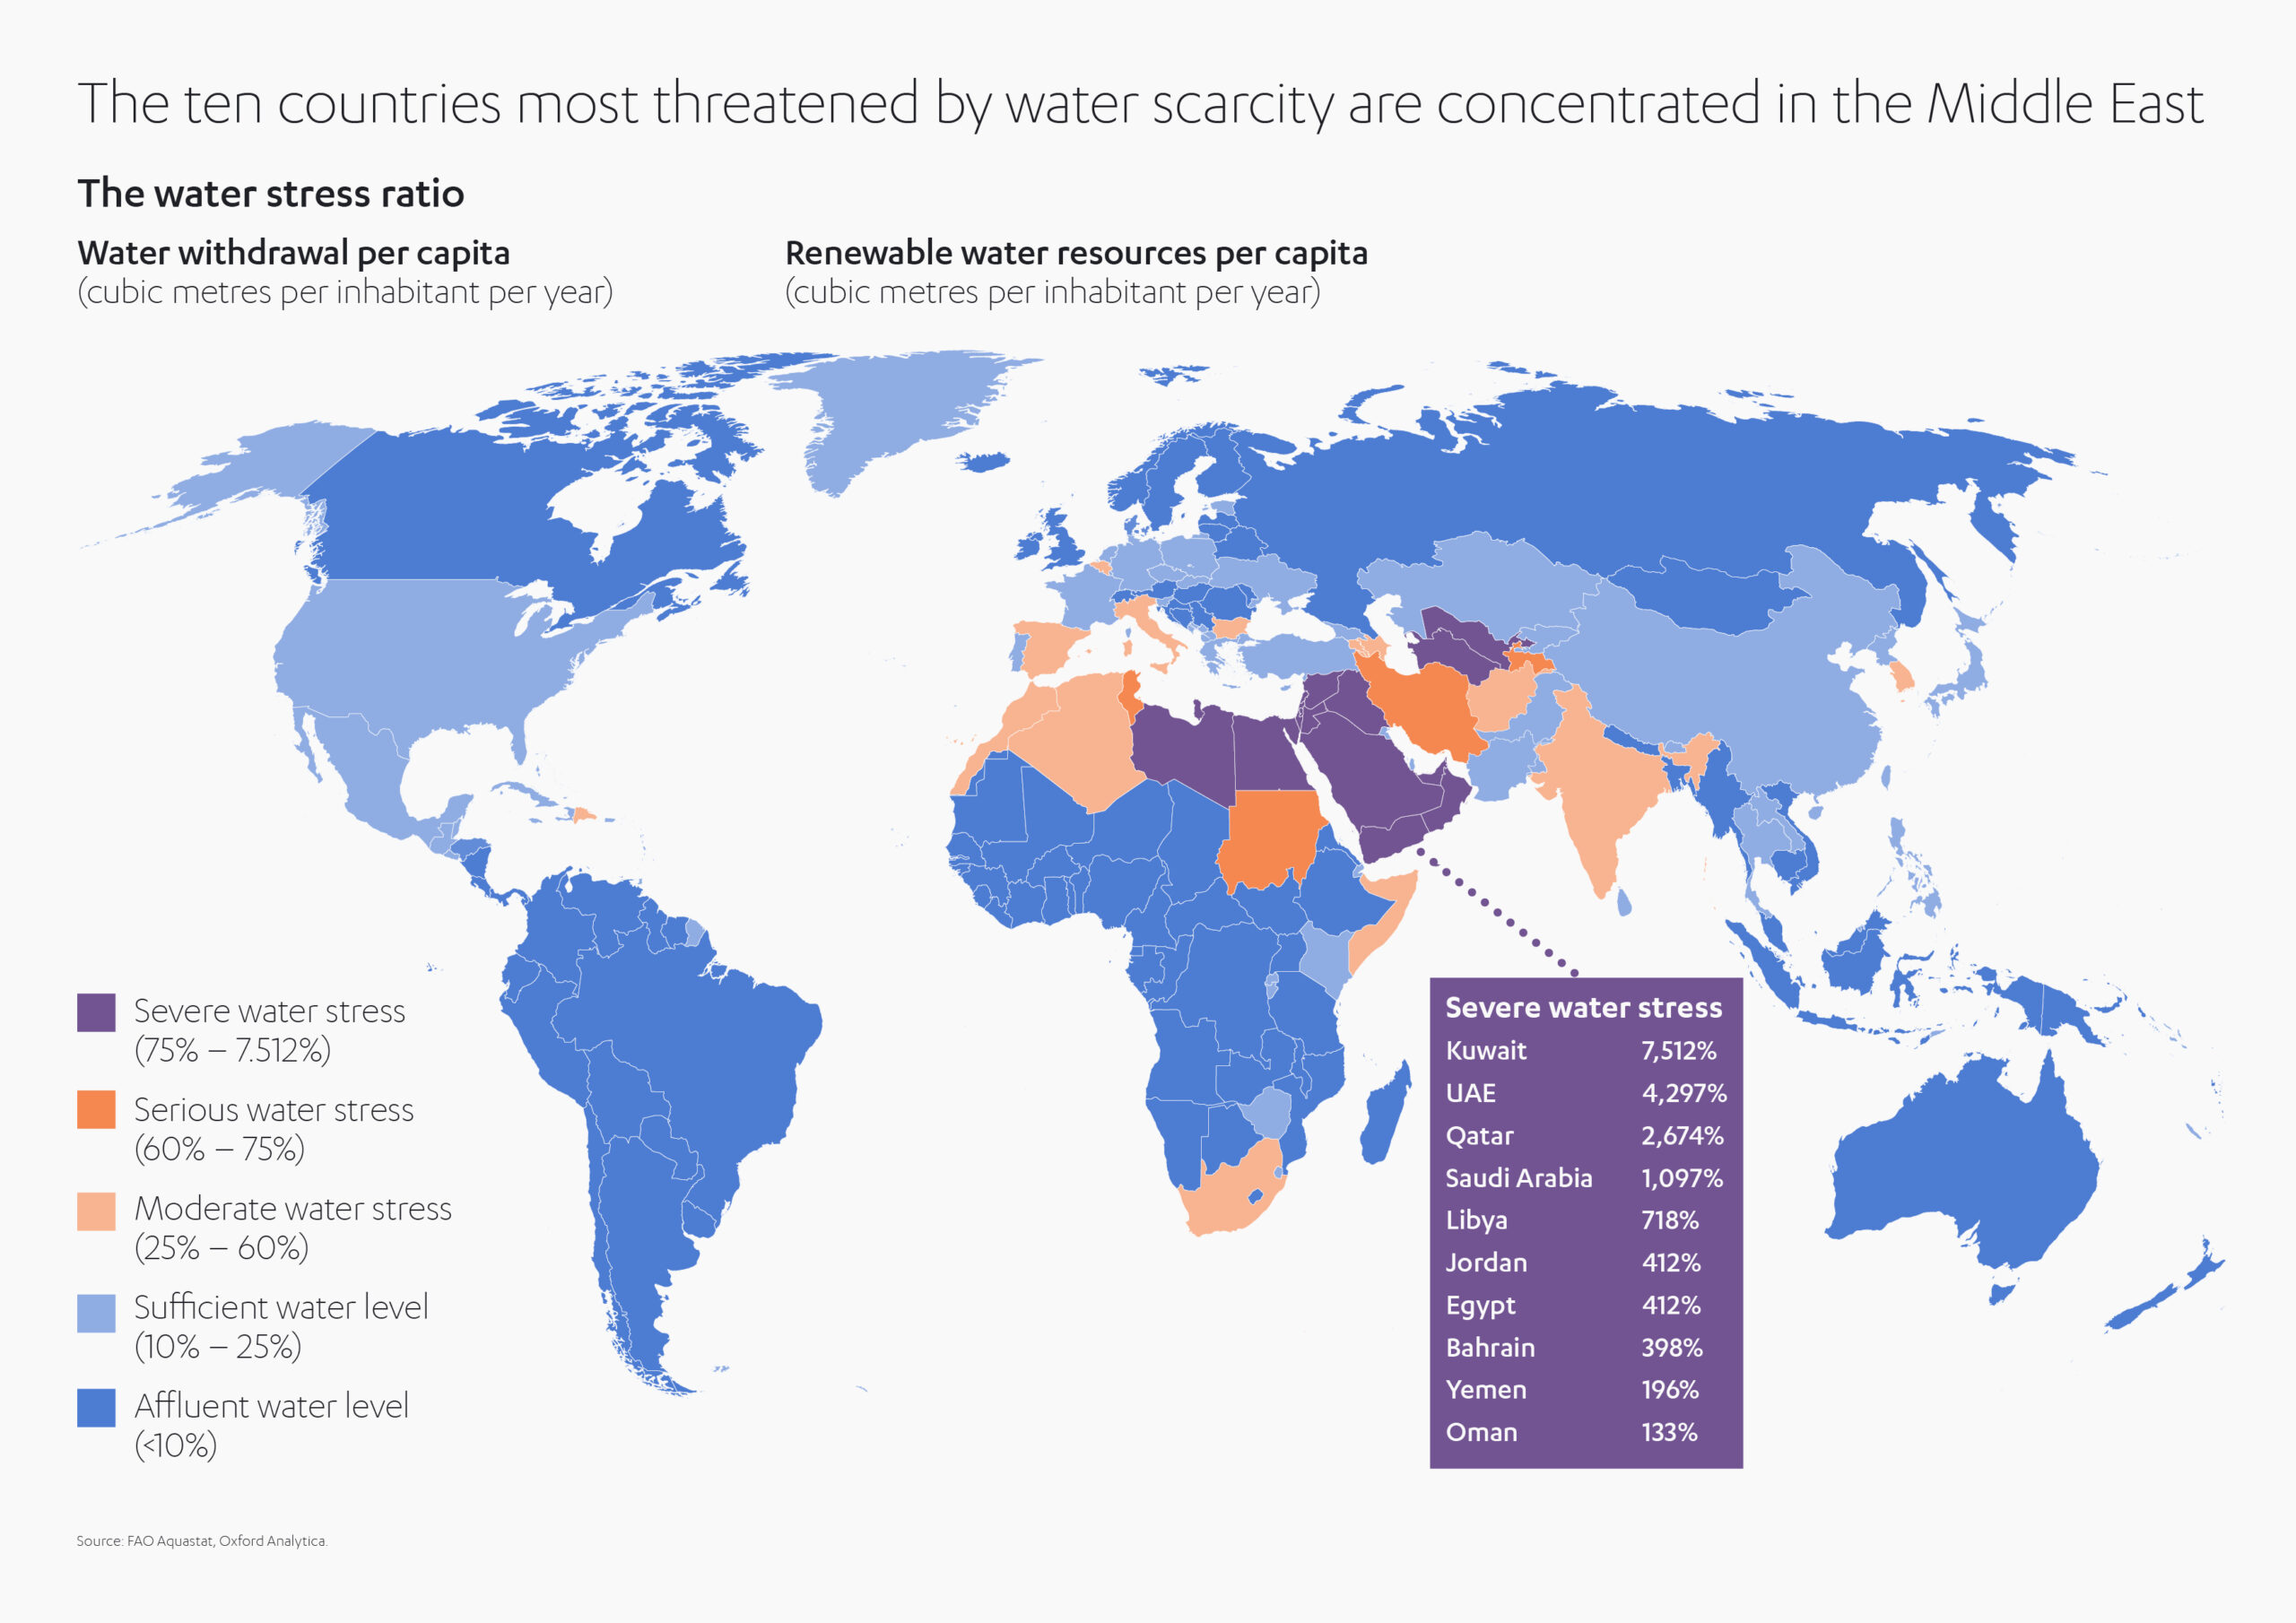 The ten countries most threatened by water scarcity are concentrated in the Middle East
The water stress ratio
Water withdrawal per capita
(cubic metres per inhabitant per year)
Renewable water resources per capita
(cubic metres per inhabitant per year)
Severe water stress
(75% – 7.512%)
Serious water stress
(60% – 75%)
Moderate water stress
(25% – 60%)
Sufficient water level
(10% – 25%)
Affluent water level
(<10%)
Severe water stress
Kuwait 7,512%
UAE 4,297%
Qatar 2,674%
Saudi Arabia 1,097%
Libya 718%
Jordan 412%
Egypt 412%
Bahrain 398%
Yemen 196%
Oman 133%
Source: FAO Aquastat, Oxford Analytica.